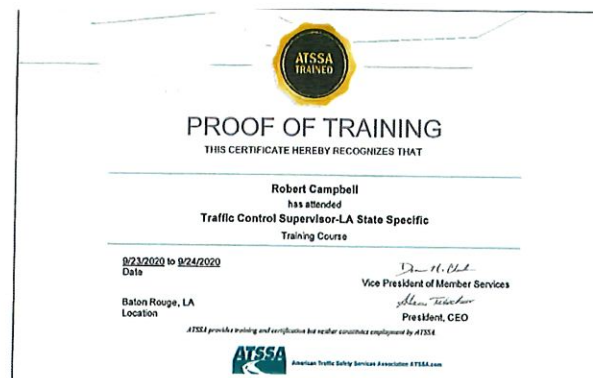 ATSSA
TRAINED
PROOF OF TRAINING
THIS CERTIFICATE HEREBY RECOGNIZES THAT
Robert Campbell
has attended
Traffic Control Supervisor-LA State Specific
Training Course
9/23/2020 to 9/24/2020
Date
Vice President of Member Services
Baton Rouge, LA
Location
President, CEO
ATSSA provides training and certification but neither constitutes employment by ATSSA
ATSSA American Traffic Safety Services Association ATSSA.com